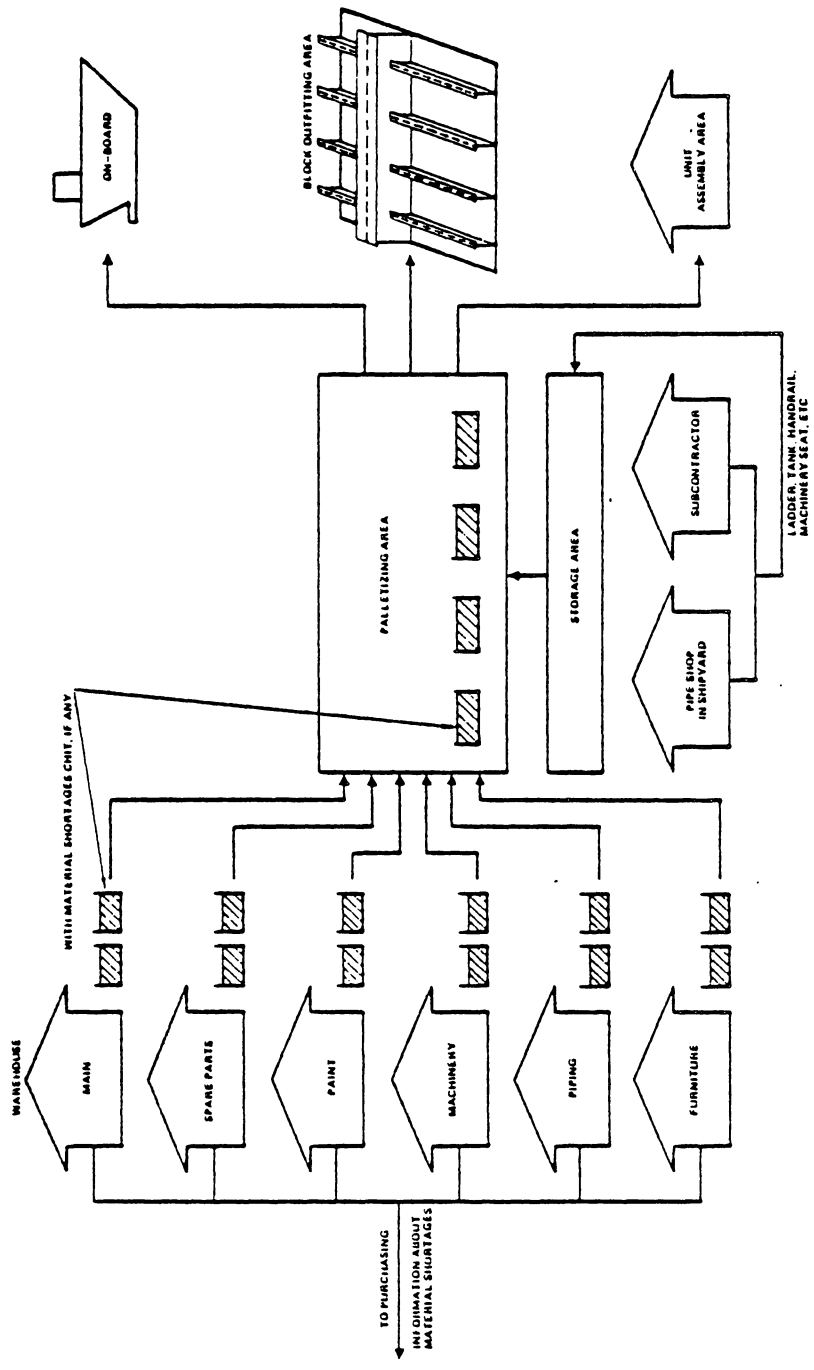 WAREHOUSE
MAIN
SPARE PARTS
PAINT
MACHINERY
PIPING
FURNITURE
TO PURCHASING
INFORMATION ABOUT
MATERIAL SHORTAGES
WITH MATERIAL SHORTAGES CHIT, IF ANY
PALLETIZING AREA
STORAGE AREA
PIPE SHOP
IN SHIPYARD
SUBCONTRACTOR
LADDER, TANK, HANDRAIL,
MACHINERY SEAT, ETC
ON-BOARD
BLOCK OUTFITTING AREA
UNIT
ASSEMBLY AREA